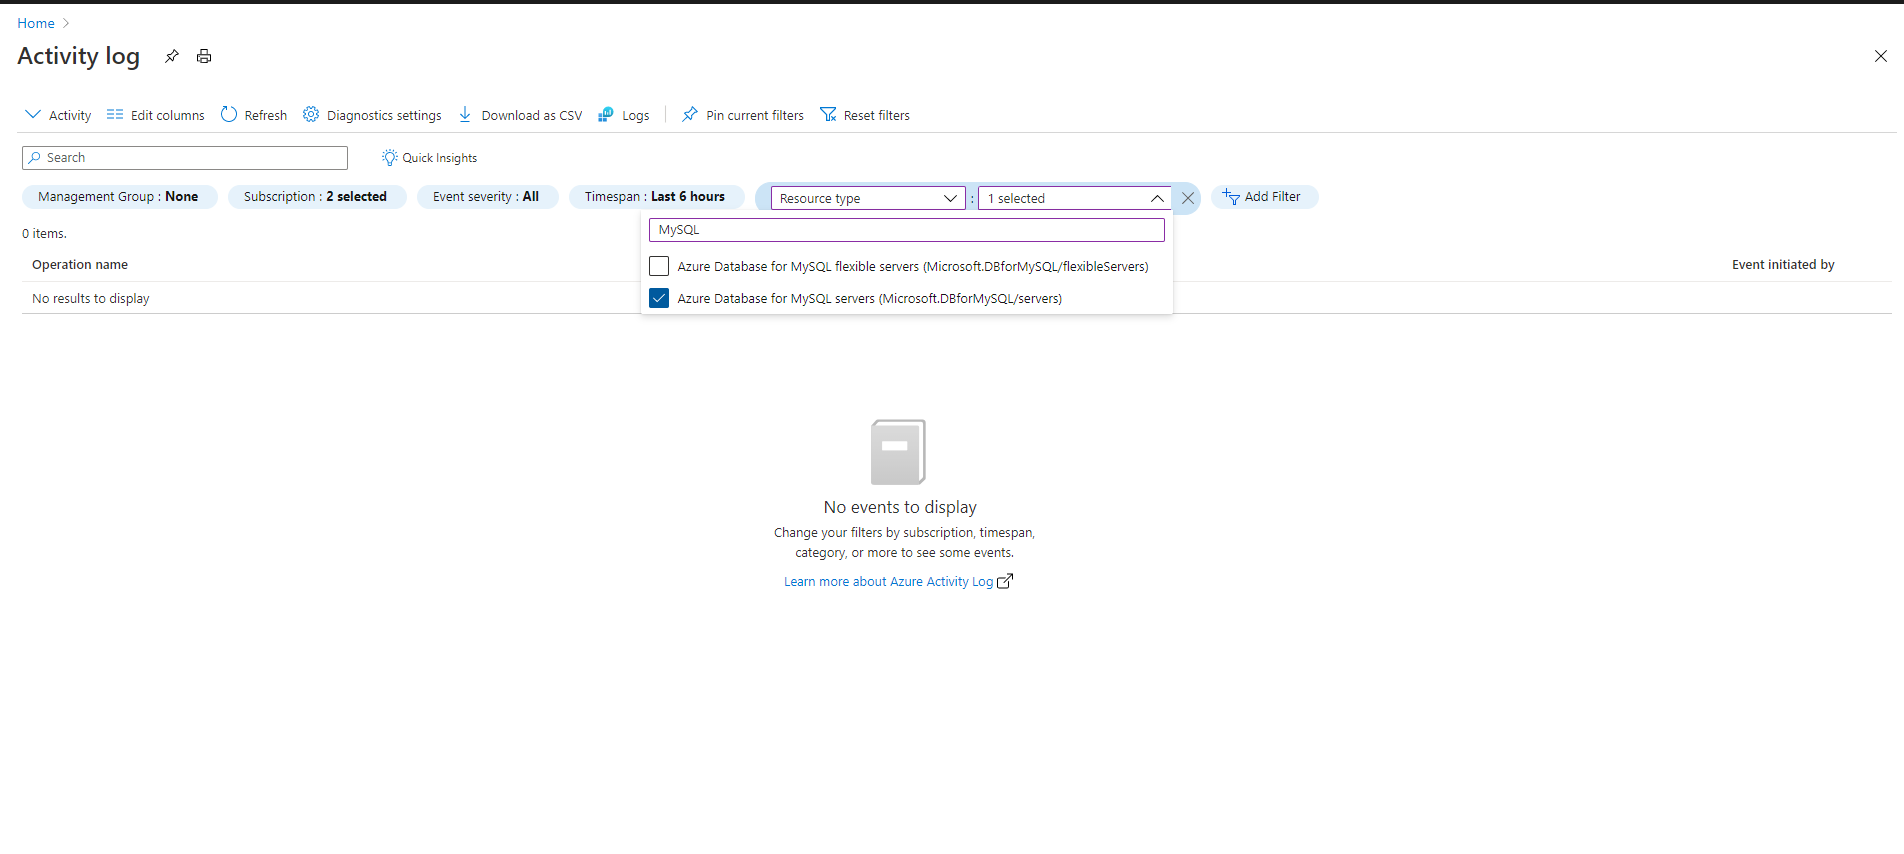 Home
Activity log
Activity Edit columns Refresh Diagnostics settings Download as CSV Logs Pin current filters Reset filters
Search Quick Insights
Management Group : None Subscription : 2 selected Event severity : All Timespan : Last 6 hours Resource type : 1 selected Add Filter
0 items.
MySQL
Operation name Event initiated by
Azure Database for MySQL flexible servers (Microsoft.DBforMySQL/flexibleServers)
No results to display
Azure Database for MySQL servers (Microsoft.DBforMySQL/servers)
No events to display
Change your filters by subscription, timespan,
category, or more to see some events.
Learn more about Azure Activity Log